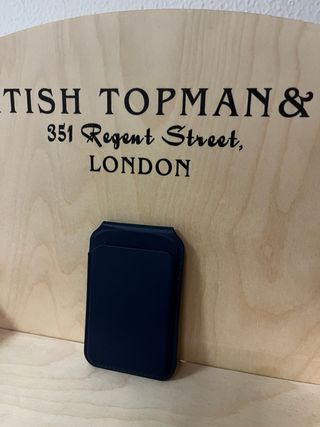 TISH TOPMAN&
351 Regent Street,
LONDON